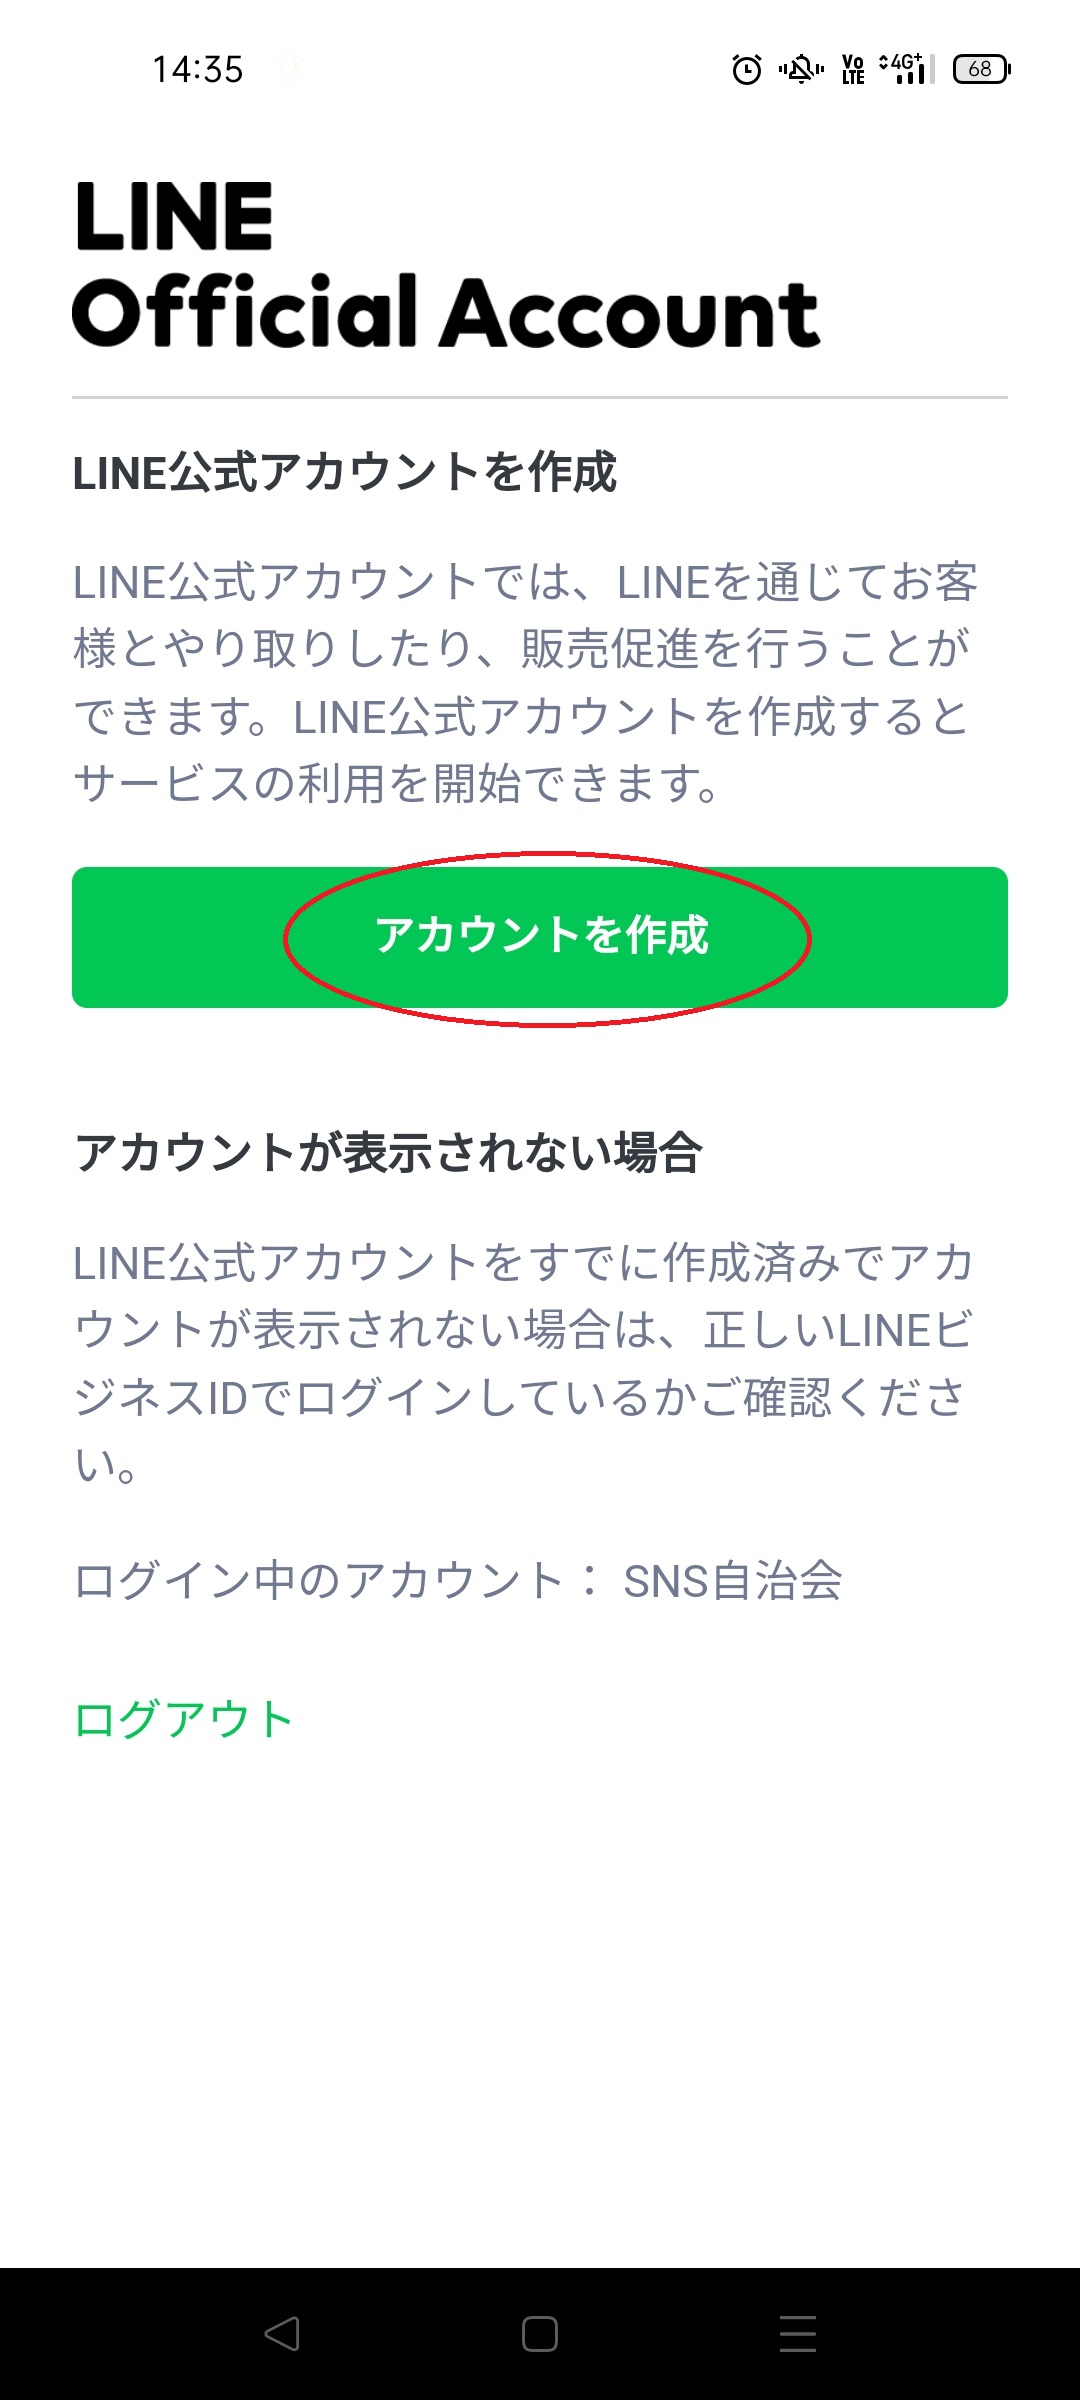 14:35
Vo
LTE
4G+
68
LINE
Official Account
LINE公式アカウントを作成
LINE公式アカウントでは、LINEを通じてお客
様とやり取りしたり、販売促進を行うことが
できます。LINE公式アカウントを作成すると
サービスの利用を開始できます。
アカウントを作成
アカウントが表示されない場合
LINE公式アカウントをすでに作成済みでアカ
ウントが表示されない場合は、正しいLINEビ
ジネスIDでログインしているかご確認くださ
い。
ログイン中のアカウント： SNS自治会
ログアウト